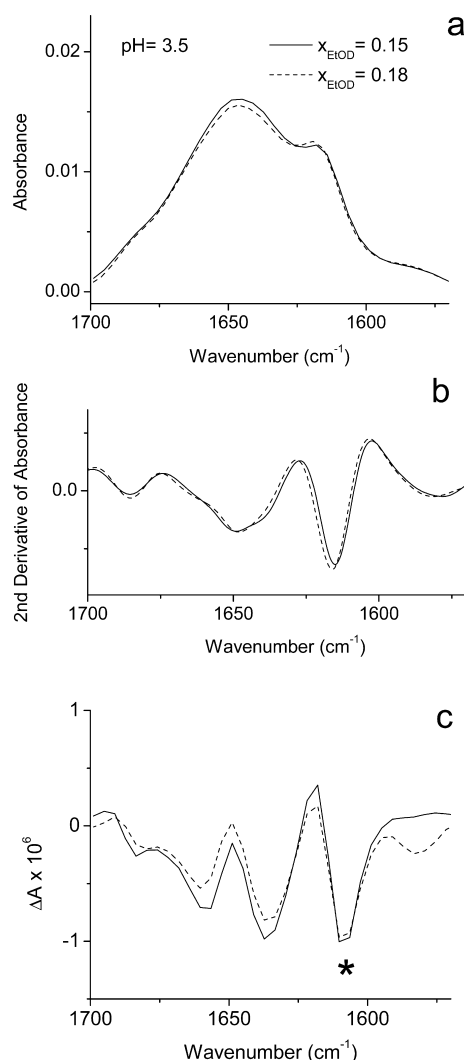 a
pH= 3.5
x_EtOD = 0.15
x_EtOD = 0.18
0.02
0.01
0.00
Absorbance
1700 1650 1600
Wavenumber (cm⁻¹)
b
2nd Derivative of Absorbance
0.0
1700 1650 1600
Wavenumber (cm⁻¹)
c
1
0
-1
ΔA x 10⁶
*
1700 1650 1600
Wavenumber (cm⁻¹)